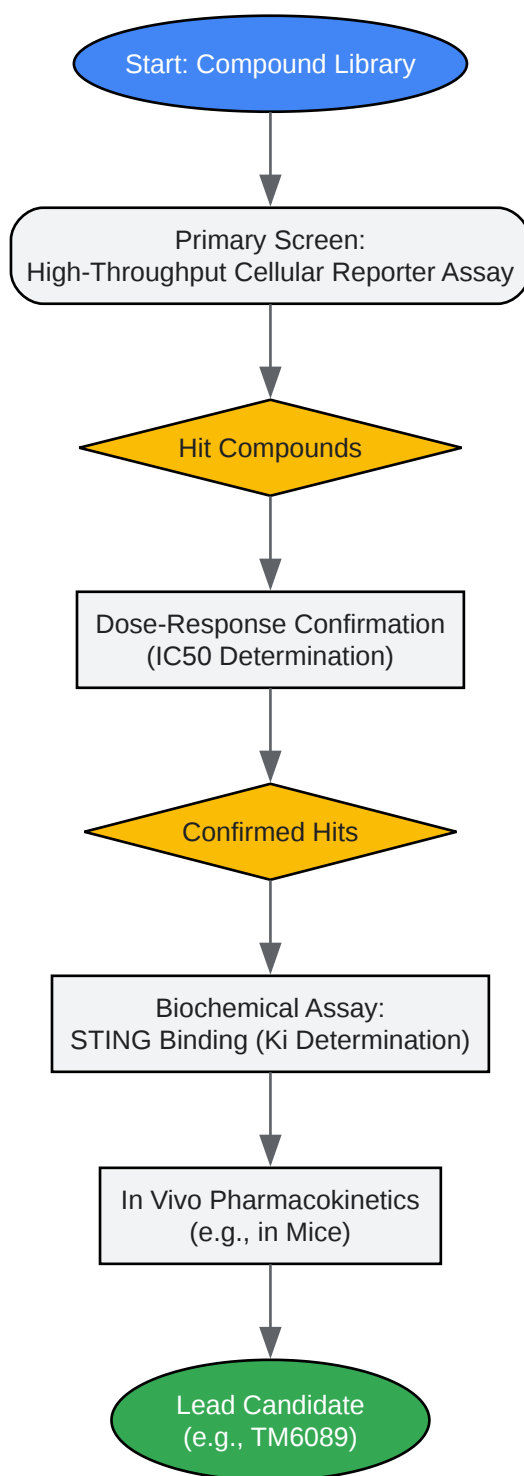 Start: Compound Library
Primary Screen:
High-Throughput Cellular Reporter Assay
Hit Compounds
Dose-Response Confirmation
(IC50 Determination)
Confirmed Hits
Biochemical Assay:
STING Binding (Ki Determination)
In Vivo Pharmacokinetics
(e.g., in Mice)
Lead Candidate
(e.g., TM6089)